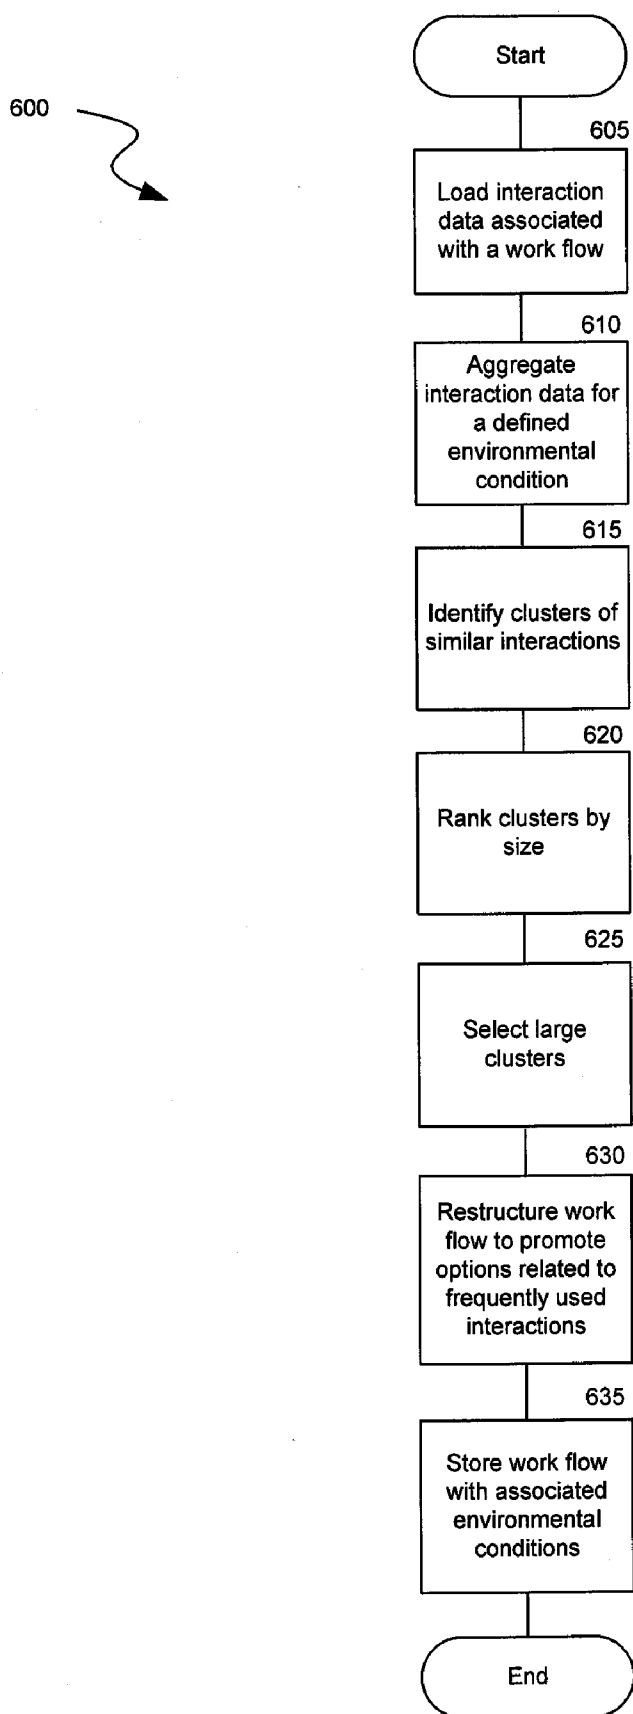 Start
600
605
Load interaction
data associated
with a work flow
610
Aggregate
interaction data for
a defined
environmental
condition
615
Identify clusters of
similar interactions
620
Rank clusters by
size
625
Select large
clusters
630
Restructure work
flow to promote
options related to
frequently used
interactions
635
Store work flow
with associated
environmental
conditions
End